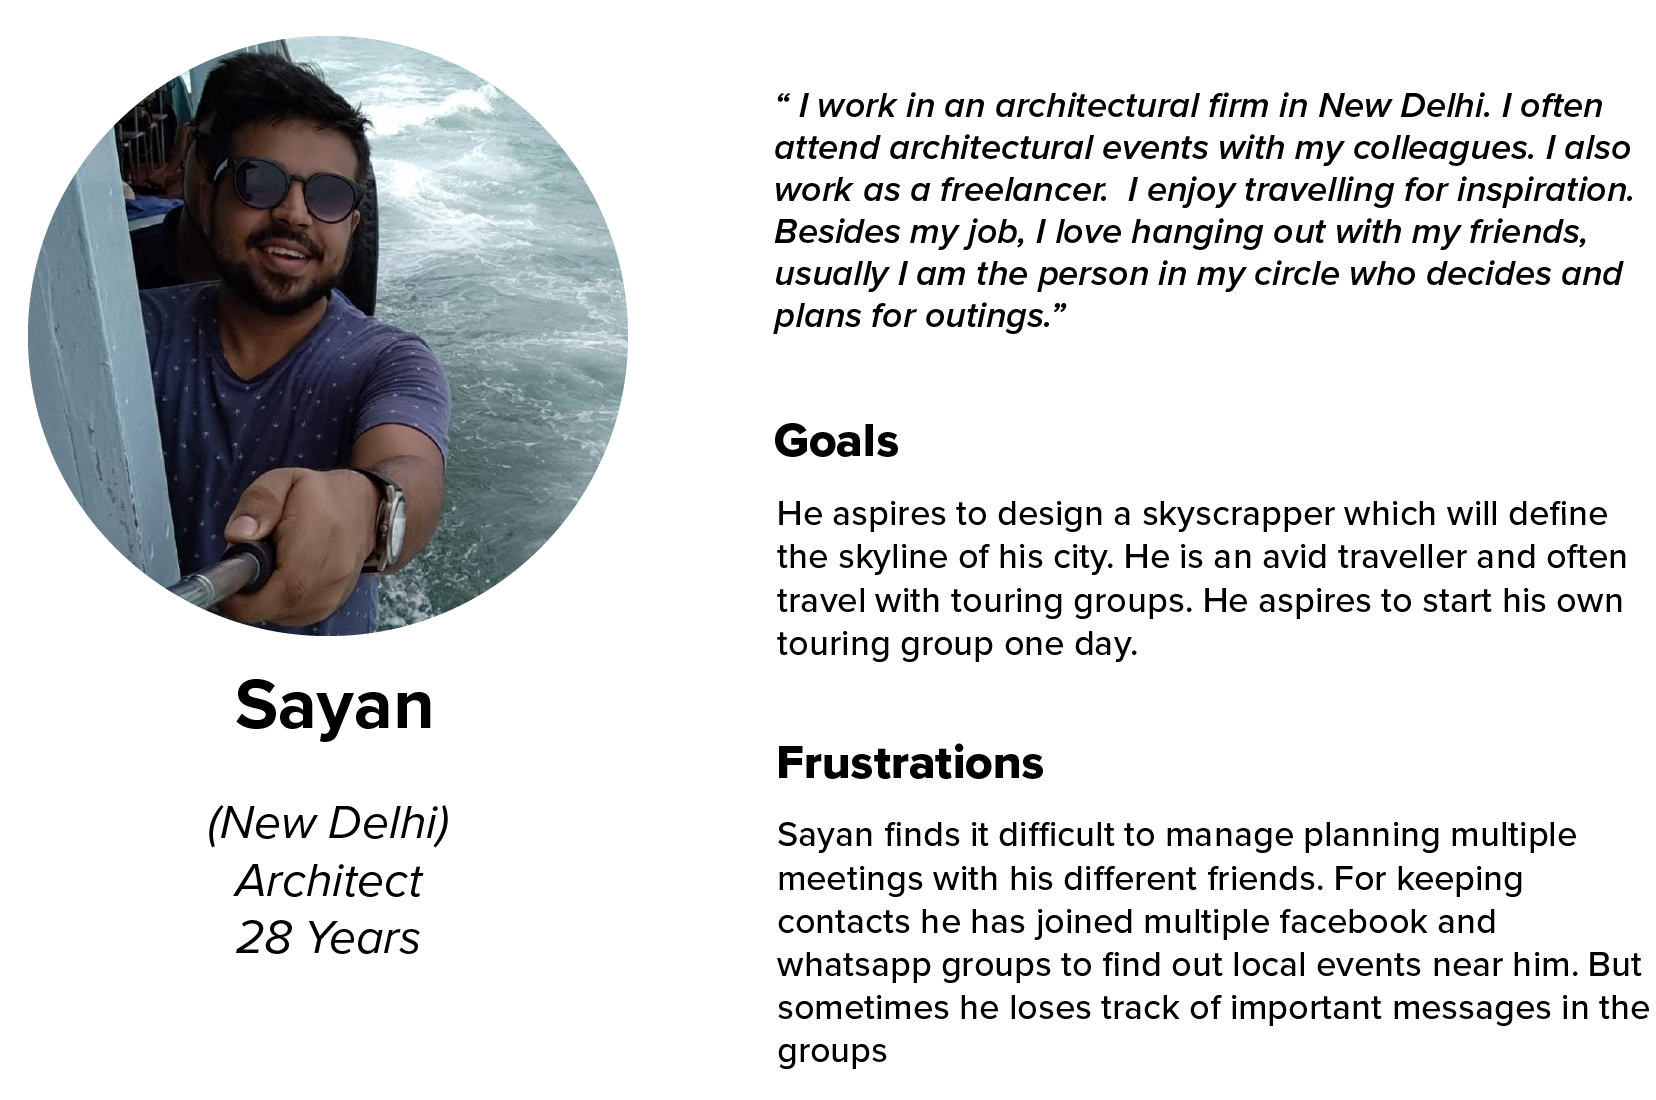 “ I work in an architectural firm in New Delhi. I often
attend architectural events with my colleagues. I also
work as a freelancer.  I enjoy travelling for inspiration.
Besides my job, I love hanging out with my friends,
usually I am the person in my circle who decides and
plans for outings.”
Goals
He aspires to design a skyscrapper which will define
the skyline of his city. He is an avid traveller and often
travel with touring groups. He aspires to start his own
touring group one day.
Sayan
(New Delhi)
Architect
28 Years
Frustrations
Sayan finds it difficult to manage planning multiple
meetings with his different friends. For keeping
contacts he has joined multiple facebook and
whatsapp groups to find out local events near him. But
sometimes he loses track of important messages in the
groups